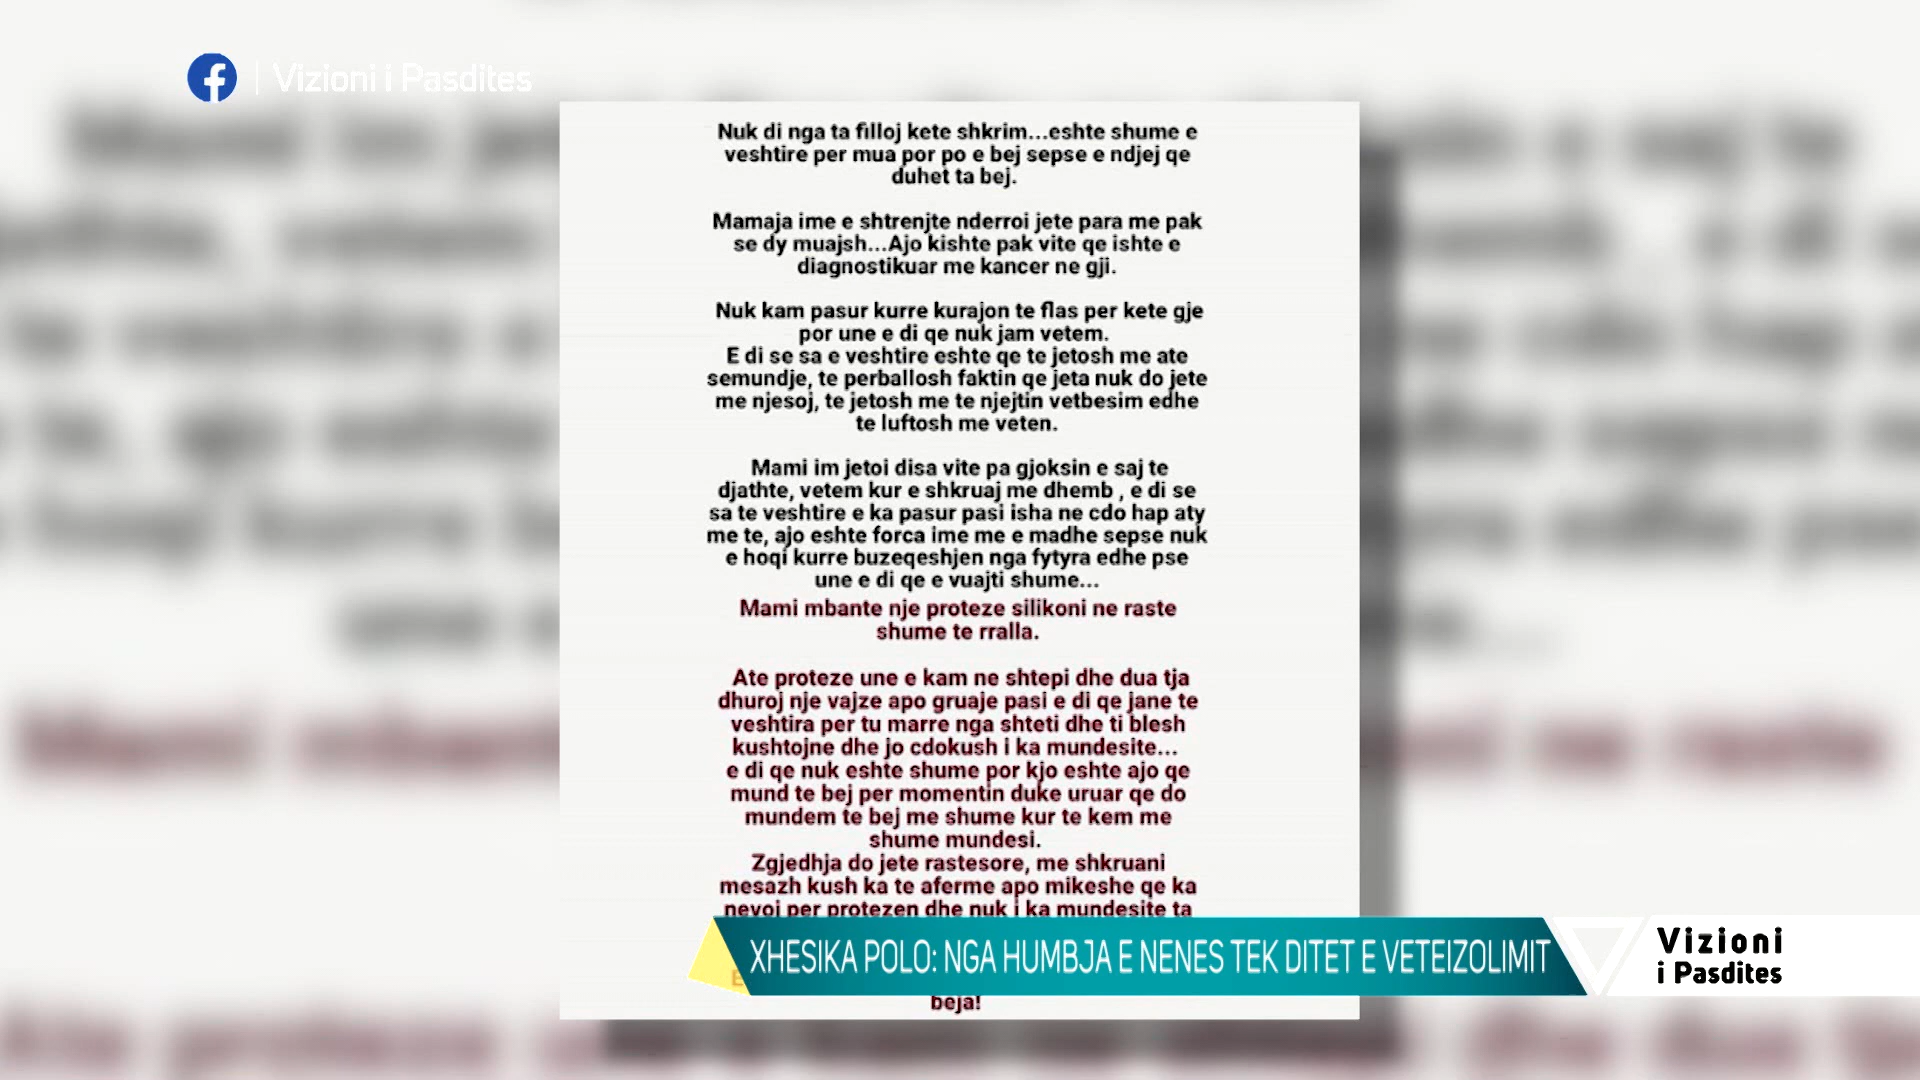 Vizioni i Pasdites
Nuk di nga ta filloj kete shkrim...eshte shume e
veshtire per mua por po e bej sepse e ndjej qe
duhet ta bej.
Mamaja ime e shtrenjte nderroi jete para me pak
se dy muajsh...Ajo kishte pak vite qe ishte e
diagnostikuar me kancer ne gji.
Nuk kam pasur kurre kurajon te flas per kete gje
por une e di qe nuk jam vetem.
E di se sa e veshtire eshte qe te jetosh me ate
semundje, te perballosh faktin qe jeta nuk do jete
me njesoj, te jetosh me te njejtin vetbesim edhe
te luftosh me veten.
Mami im jetoi disa vite pa gjoksin e saj te
djathte, vetem kur e shkruaj me dhemb , e di se
sa te veshtire e ka pasur pasi isha ne cdo hap aty
me te, ajo eshte forca ime me e madhe sepse nuk
e hoqi kurre buzeqeshjen nga fytyra edhe pse
une e di qe e vuajti shume...
Mami mbante nje proteze silikoni ne raste
shume te rralla.
Ate proteze une e kam ne shtepi dhe dua tja
dhuroj nje vajze apo gruaje pasi e di qe jane te
veshtira per tu marre nga shteti dhe ti blesh
kushtojne dhe jo cdokush i ka mundesite...
e di qe nuk eshte shume por kjo eshte ajo qe
mund te bej per momentin duke uruar qe do
mundem te bej me shume kur te kem me
shume mundesi.
Zgjedhja do jete rastesore, me shkruani
mesazh kush ka te aferme apo mikeshe qe ka
nevoj per protezen dhe nuk i ka mundesite ta
XHESIKA POLO: NGA HUMBJA E NENES TEK DITET E VETEIZOLIMIT
Vizioni
i Pasdites
beja!